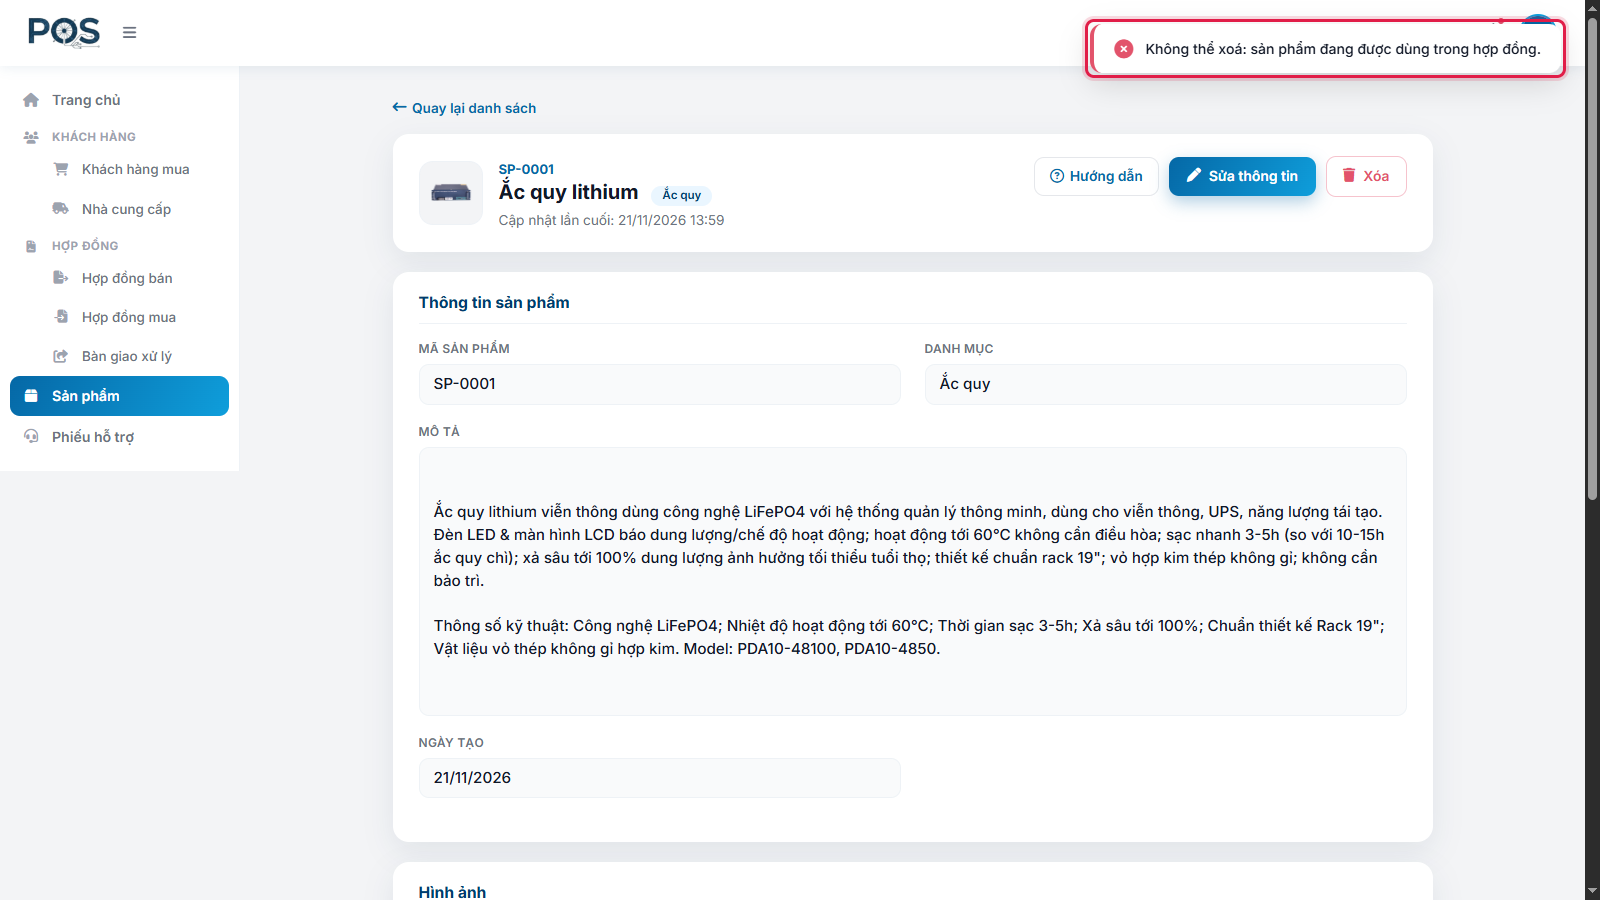 POS
Không thể xoá: sản phẩm đang được dùng trong hợp đồng.
Trang chủ
KHÁCH HÀNG
Khách hàng mua
Nhà cung cấp
HỢP ĐỒNG
Hợp đồng bán
Hợp đồng mua
Bàn giao xử lý
Sản phẩm
Phiếu hỗ trợ
← Quay lại danh sách
SP-0001
Ắc quy lithium Ắc quy
Cập nhật lần cuối: 21/11/2026 13:59
Hướng dẫn
Sửa thông tin
Xóa
Thông tin sản phẩm
MÃ SẢN PHẨM
SP-0001
DANH MỤC
Ắc quy
MÔ TẢ
Ắc quy lithium viễn thông dùng công nghệ LiFePO4 với hệ thống quản lý thông minh, dùng cho viễn thông, UPS, năng lượng tái tạo.
Đèn LED & màn hình LCD báo dung lượng/chế độ hoạt động; hoạt động tới 60°C không cần điều hòa; sạc nhanh 3-5h (so với 10-15h
ắc quy chì); xả sâu tới 100% dung lượng ảnh hưởng tối thiểu tuổi thọ; thiết kế chuẩn rack 19"; vỏ hợp kim thép không gỉ; không cần
bảo trì.
Thông số kỹ thuật: Công nghệ LiFePO4; Nhiệt độ hoạt động tới 60°C; Thời gian sạc 3-5h; Xả sâu tới 100%; Chuẩn thiết kế Rack 19";
Vật liệu vỏ thép không gỉ hợp kim. Model: PDA10-48100, PDA10-4850.
NGÀY TẠO
21/11/2026
Hình ảnh